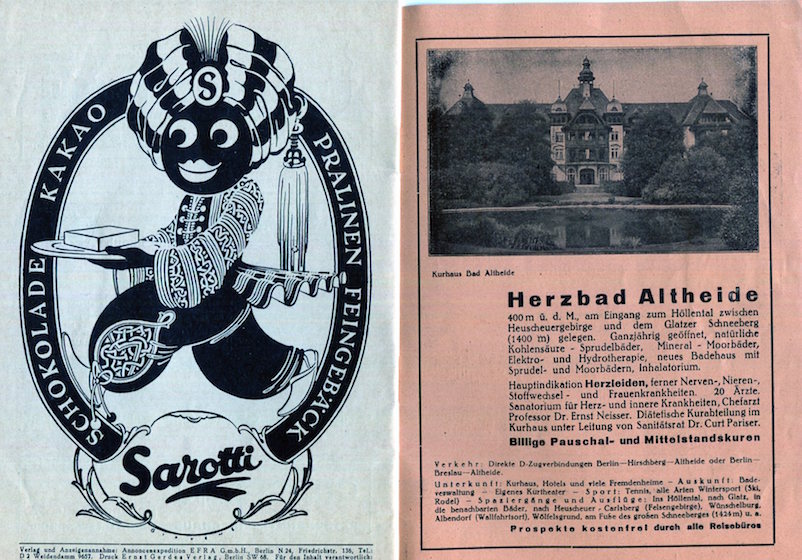 S
SCHOKOLADE KAKAO
PRALINEN FEINGEBÄCK
Sarotti
Verlag und Anzeigenannahme: Annoncenexpedition EFRA G.m.b.H., Berlin N 24, Friedrichstr. 136, Tel.:
D 2 Weidendamm 9657. Druck Ernst Gerdes Verlag, Berlin SW 68. Für den Inhalt verantwortlich:
Kurhaus Bad Altheide
Herzbad Altheide
400 m ü. d. M., am Eingang zum Höllental zwischen
Heuscheuergebirge und dem Glatzer Schneeberg
(1400 m) gelegen. Ganzjährig geöffnet, natürliche
Kohlensäure - Sprudelbäder, Mineral - Moorbäder,
Elektro- und Hydrotherapie, neues Badehaus mit
Sprudel- und Moorbädern, Inhalatorium.
Hauptindikation Herzleiden, ferner Nerven-, Nieren-,
Stoffwechsel- und Frauenkrankheiten. 20 Ärzte.
Sanatorium für Herz- und innere Krankheiten, Chefarzt
Professor Dr. Ernst Neisser. Diätetische Kurabteilung im
Kurhaus unter Leitung von Sanitätsrat Dr. Curt Pariser.
Billige Pauschal- und Mittelstandskuren
Verkehr: Direkte D-Zugverbindungen Berlin—Hirschberg—Altheide oder Berlin—
Breslau—Altheide.
Unterkunft: Kurhaus, Hotels und viele Fremdenheime - Auskunft: Bade-
verwaltung - Eigenes Kurtheater - Sport: Tennis, alle Arten Wintersport (Ski,
Rodel) - Spaziergänge und Ausflüge: Ins Höllental, nach Glatz, in
die benachbarten Bäder, nach Heuscheuer - Carlsberg (Felsengebirge), Wünschelburg,
Albendorf (Wallfahrtsort), Wölfelsgrund, am Fuße des großen Schneeberges (1424 m) u. a.
Prospekte kostenfrei durch alle Reisebüros